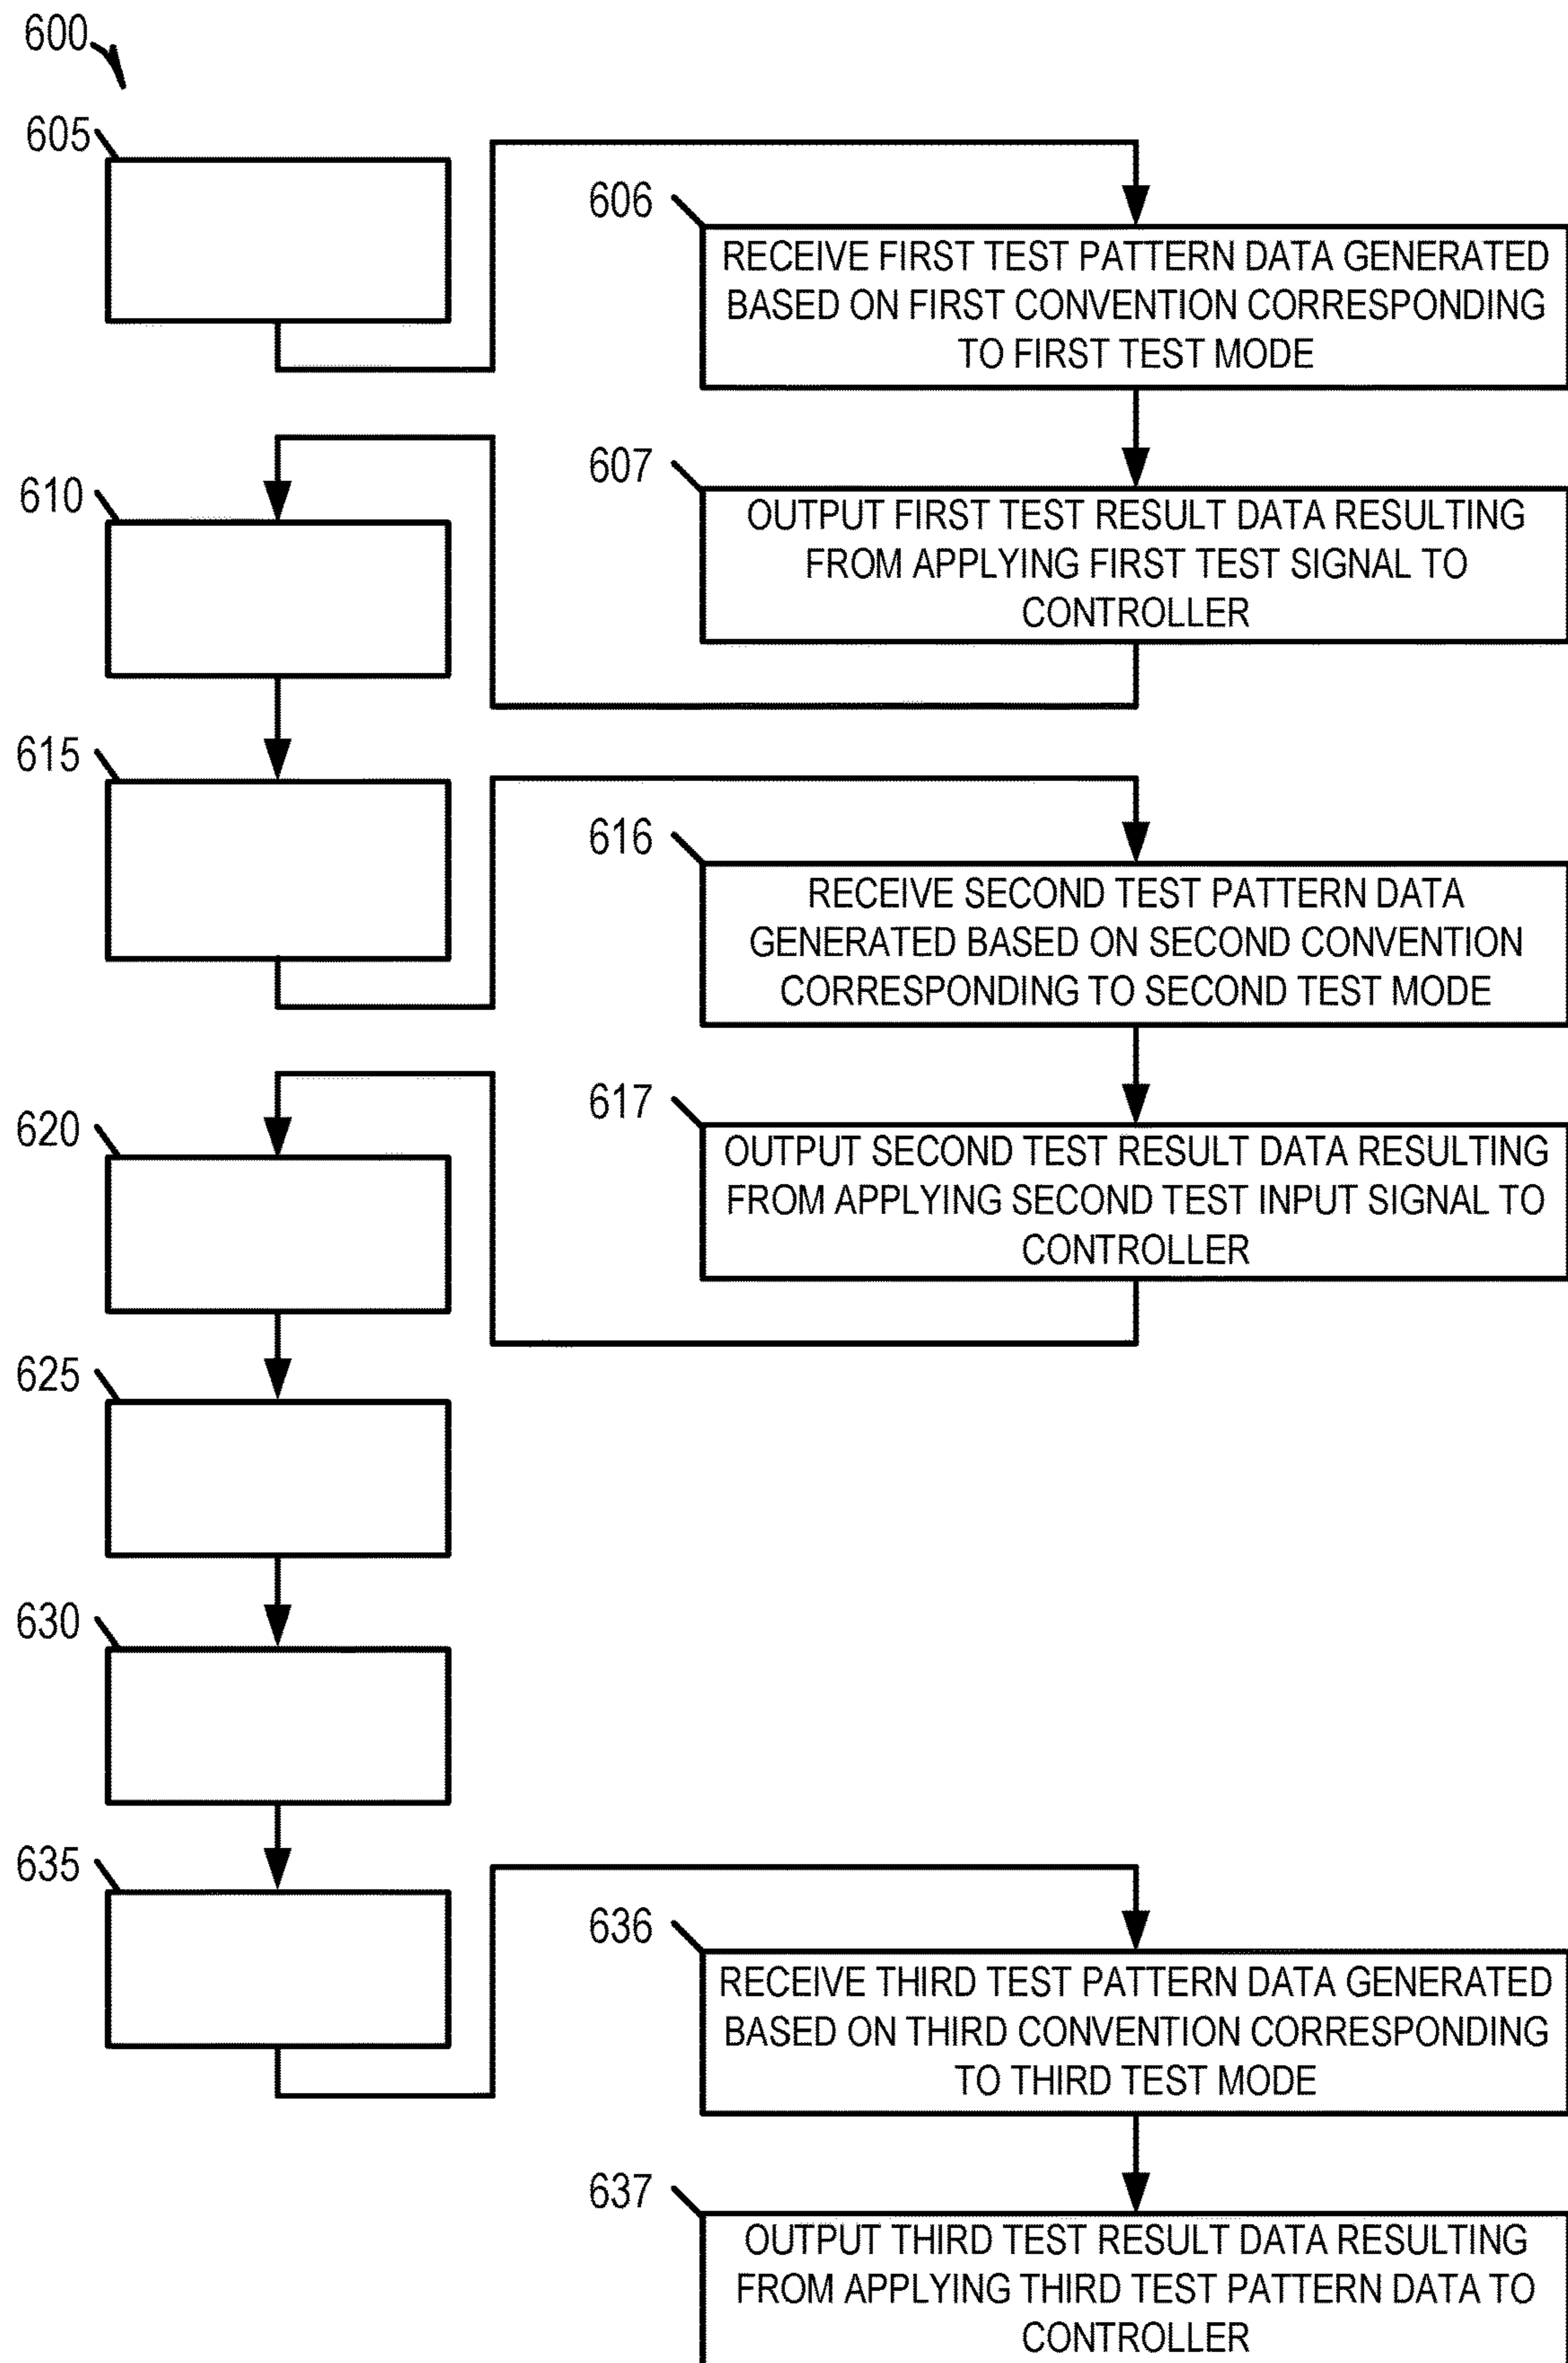 600
605
606
RECEIVE FIRST TEST PATTERN DATA GENERATED
BASED ON FIRST CONVENTION CORRESPONDING
TO FIRST TEST MODE
607
OUTPUT FIRST TEST RESULT DATA RESULTING
FROM APPLYING FIRST TEST SIGNAL TO
CONTROLLER
610
615
616
RECEIVE SECOND TEST PATTERN DATA
GENERATED BASED ON SECOND CONVENTION
CORRESPONDING TO SECOND TEST MODE
617
OUTPUT SECOND TEST RESULT DATA RESULTING
FROM APPLYING SECOND TEST INPUT SIGNAL TO
CONTROLLER
620
625
630
635
636
RECEIVE THIRD TEST PATTERN DATA GENERATED
BASED ON THIRD CONVENTION CORRESPONDING
TO THIRD TEST MODE
637
OUTPUT THIRD TEST RESULT DATA RESULTING
FROM APPLYING THIRD TEST PATTERN DATA TO
CONTROLLER